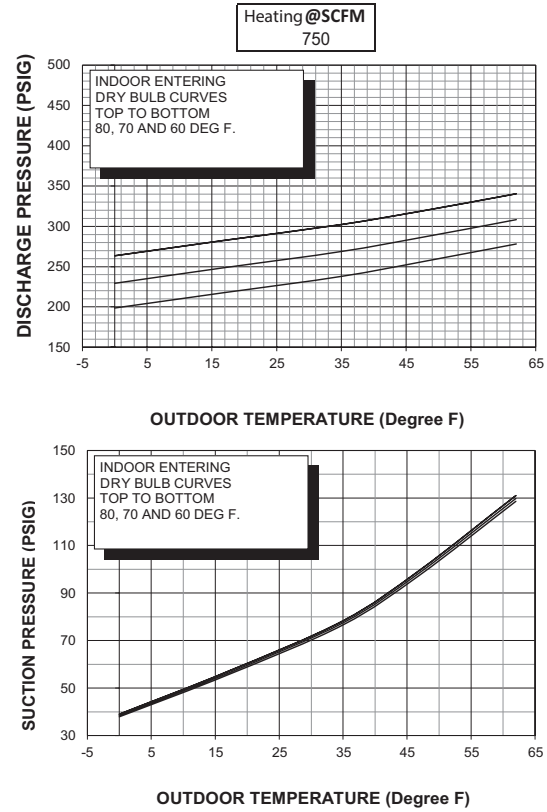 Heating @SCFM
750
DISCHARGE PRESSURE (PSIG)
500
450
400
350
300
250
200
150
INDOOR ENTERING
DRY BULB CURVES
TOP TO BOTTOM
80, 70 AND 60 DEG F.
-5 5 15 25 35 45 55 65
OUTDOOR TEMPERATURE (Degree F)
SUCTION PRESSURE (PSIG)
150
130
110
90
70
50
30
INDOOR ENTERING
DRY BULB CURVES
TOP TO BOTTOM
80, 70 AND 60 DEG F.
-5 5 15 25 35 45 55 65
OUTDOOR TEMPERATURE (Degree F)